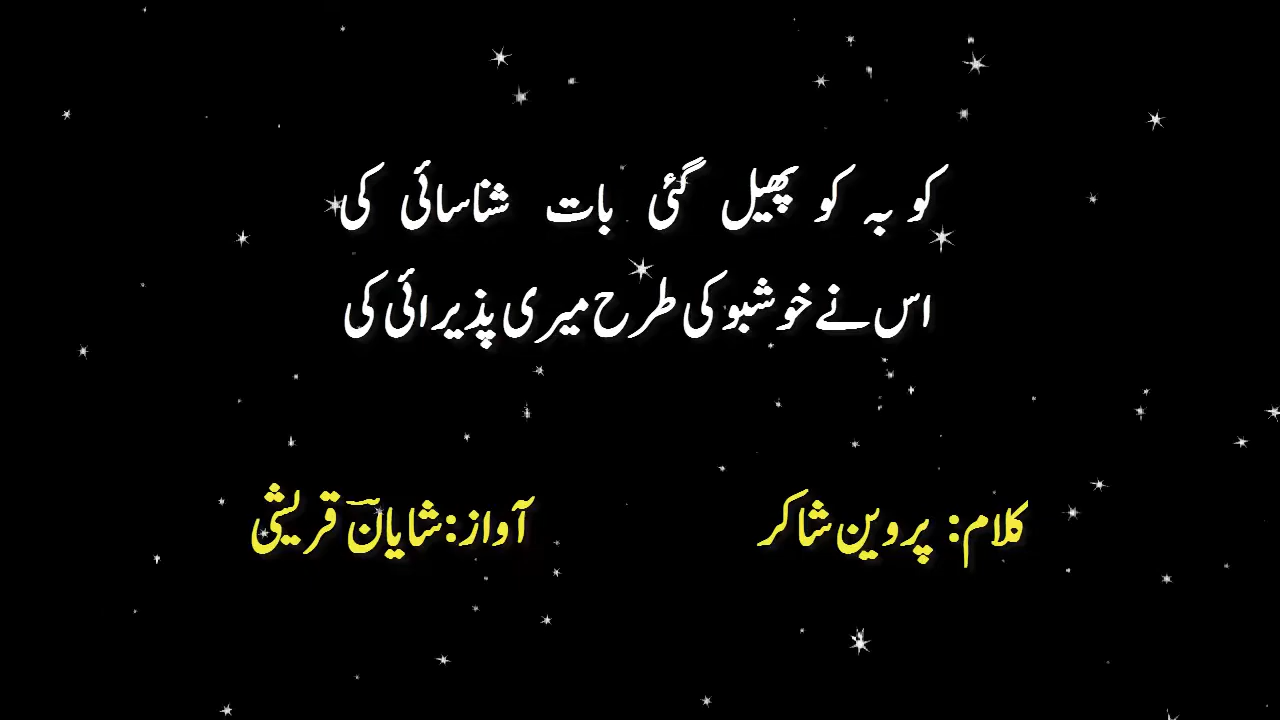 کو بہ کو پھیل گئی بات شناسائی کی
اس نے خوشبو کی طرح میری پذیرائی کی
کلام: پروین شاکر
آواز: شایانؔ قریشی